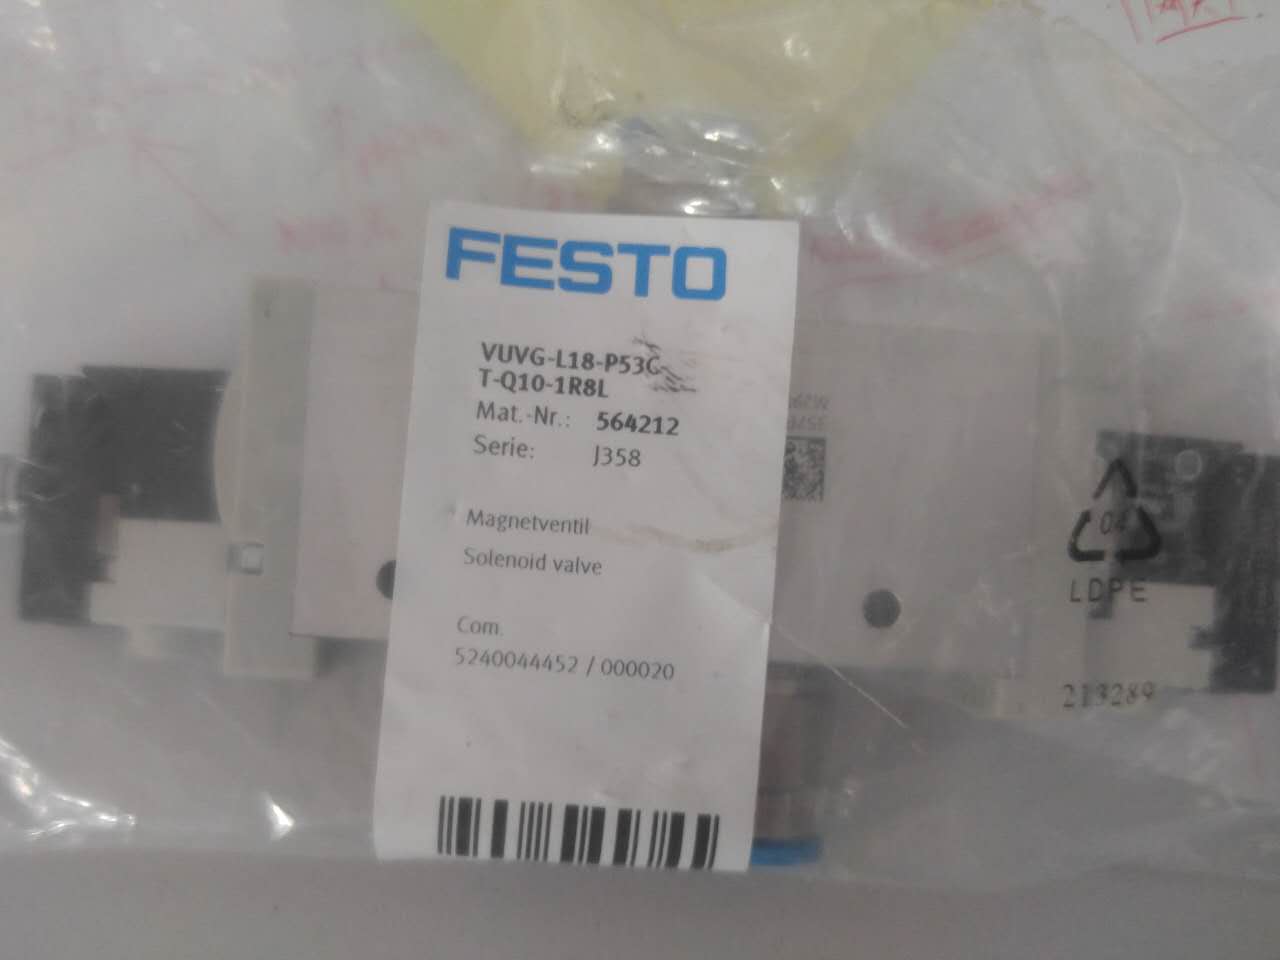 FESTO
VUVG-L18-P53C
T-Q10-1R8L
Mat.-Nr.: 564212
Serie: J358
Magnetventil
Solenoid valve
Com.
5240044452 / 000020
04
LDPE
213289